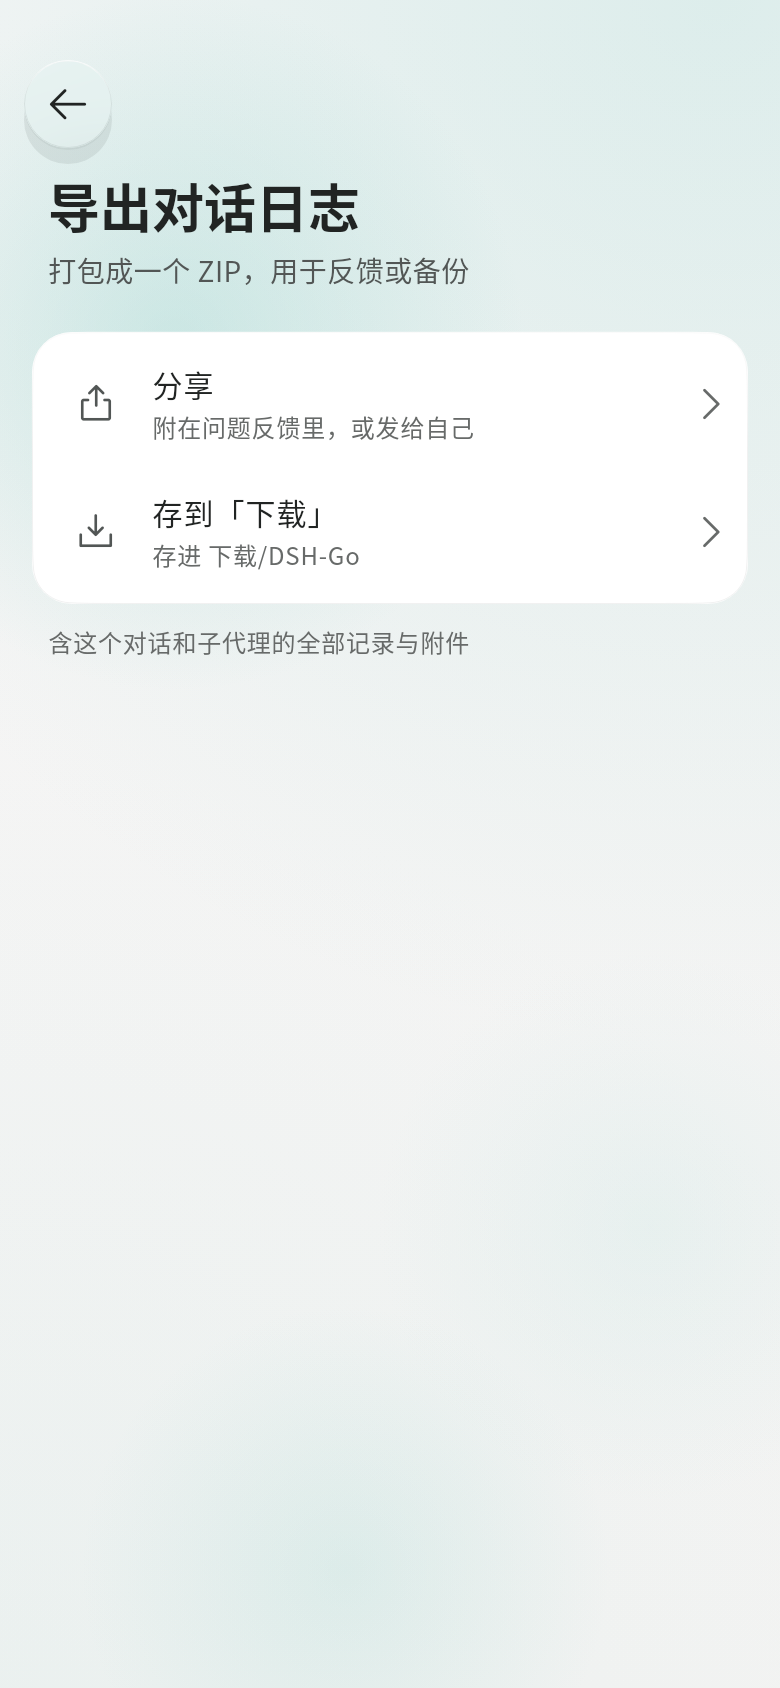 导出对话日志
打包成一个 ZIP，用于反馈或备份
分享
附在问题反馈里，或发给自己
存到「下载」
存进 下载/DSH-Go
含这个对话和子代理的全部记录与附件